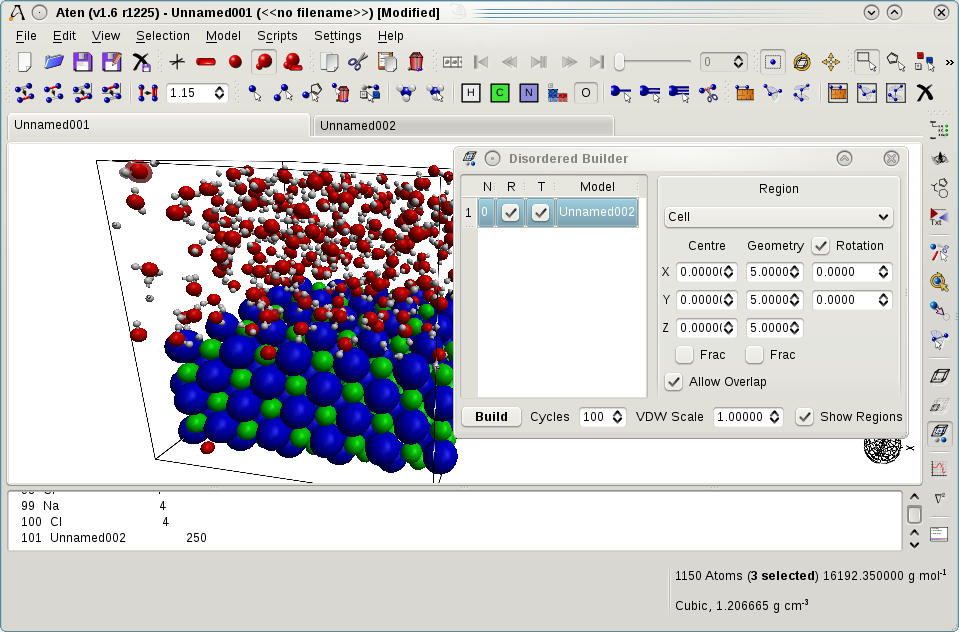 Aten (v1.6 r1225) - Unnamed001 (<<no filename>>) [Modified]
File Edit View Selection Model Scripts Settings Help
0
1.15 H C N O
Unnamed001 Unnamed002
Disordered Builder
N R T Model
1 0 Unnamed002
Region
Cell
Centre Geometry Rotation
X 0.0000 5.0000 0.0000
Y 0.0000 5.0000 0.0000
Z 0.0000 5.0000
Frac Frac
Allow Overlap
Build Cycles 100 VDW Scale 1.00000 Show Regions
Txt
99 Na 4
100 Cl 4
101 Unnamed002 250
1150 Atoms (3 selected) 16192.350000 g mol⁻¹
Cubic, 1.206665 g cm⁻³